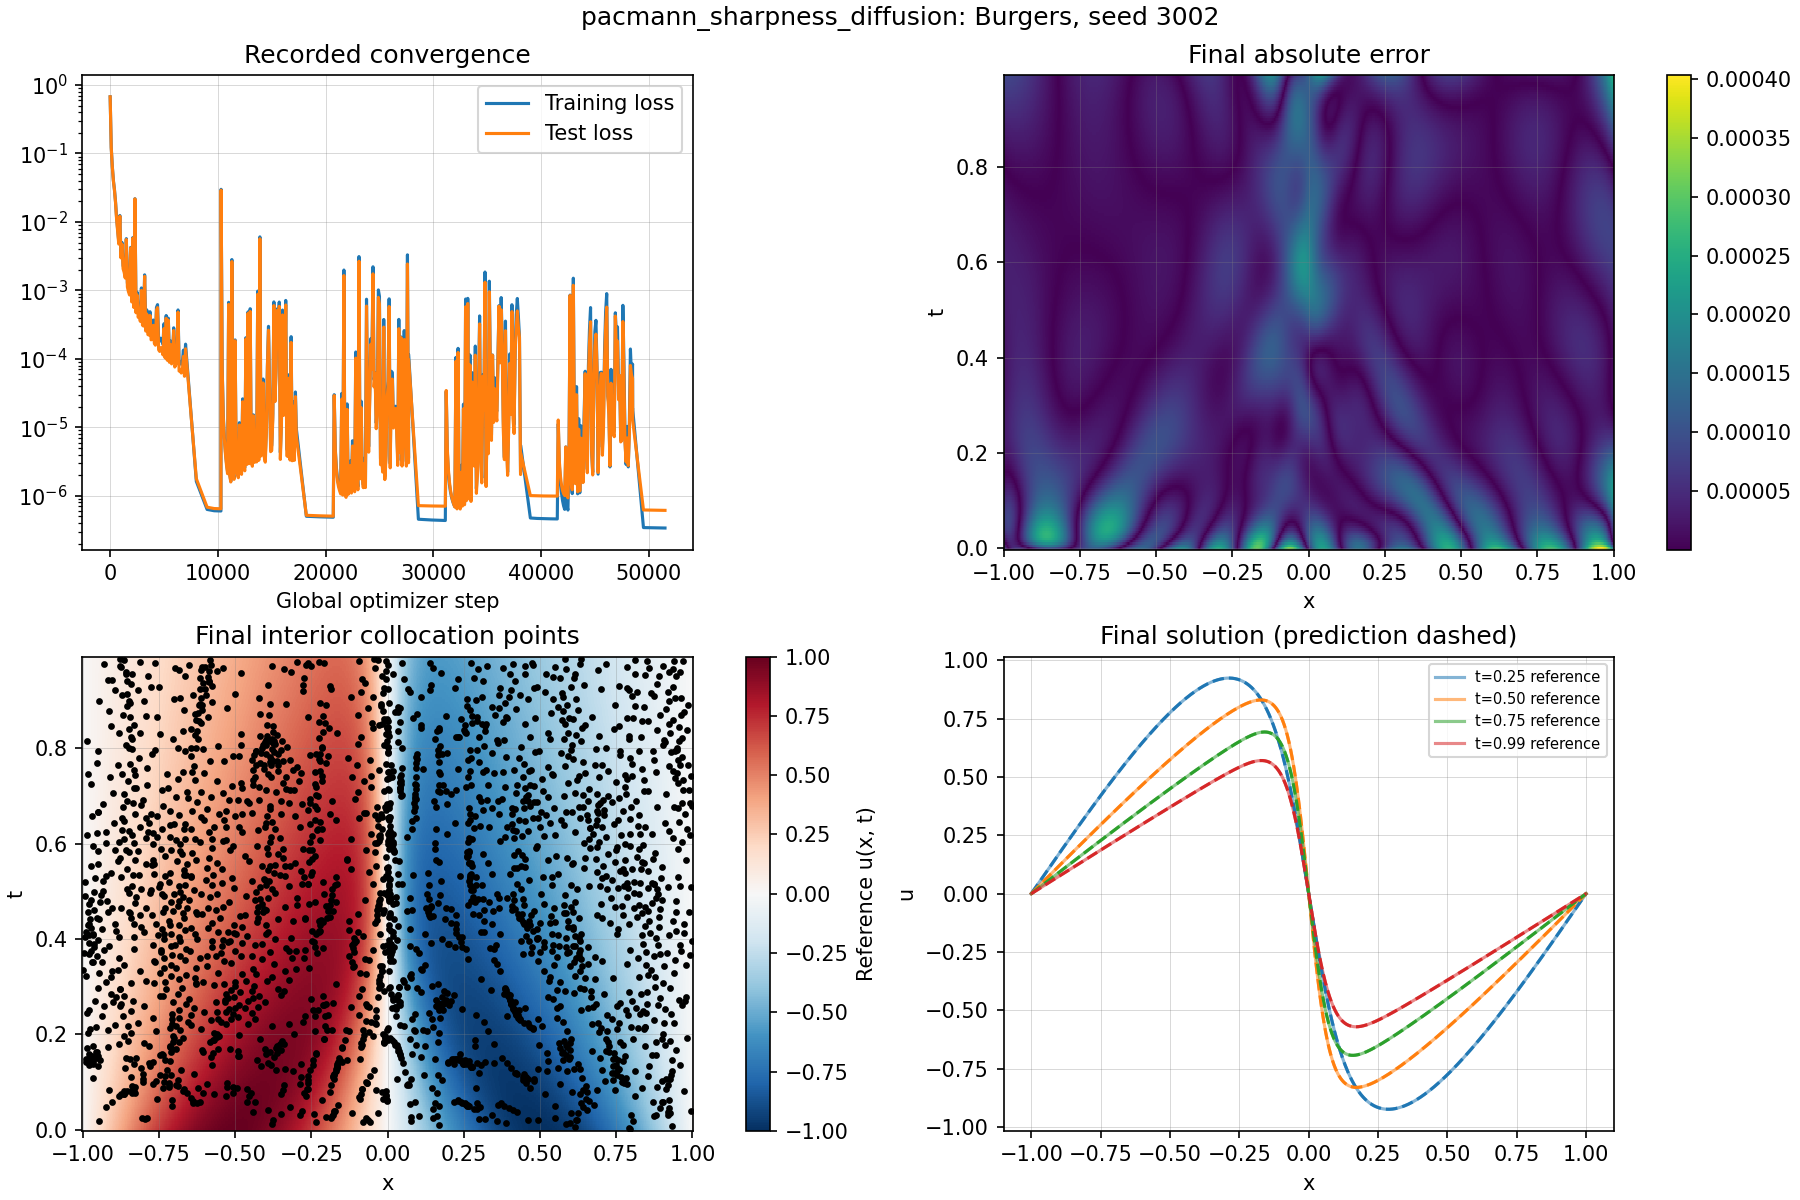 pacmann_sharpness_diffusion: Burgers, seed 3002
Recorded convergence
10⁰
10⁻¹
10⁻²
10⁻³
10⁻⁴
10⁻⁵
10⁻⁶
Training loss
Test loss
0 10000 20000 30000 40000 50000
Global optimizer step
Final absolute error
t
0.8
0.6
0.4
0.2
0.0
−1.00 −0.75 −0.50 −0.25 0.00 0.25 0.50 0.75 1.00
x
0.00040
0.00035
0.00030
0.00025
0.00020
0.00015
0.00010
0.00005
Final interior collocation points
t
0.8
0.6
0.4
0.2
0.0
−1.00 −0.75 −0.50 −0.25 0.00 0.25 0.50 0.75 1.00
x
1.00
0.75
0.50
0.25
0.00
−0.25
−0.50
−0.75
−1.00
Reference u(x, t)
Final solution (prediction dashed)
u
1.00
0.75
0.50
0.25
0.00
−0.25
−0.50
−0.75
−1.00
t=0.25 reference
t=0.50 reference
t=0.75 reference
t=0.99 reference
−1.00 −0.75 −0.50 −0.25 0.00 0.25 0.50 0.75 1.00
x